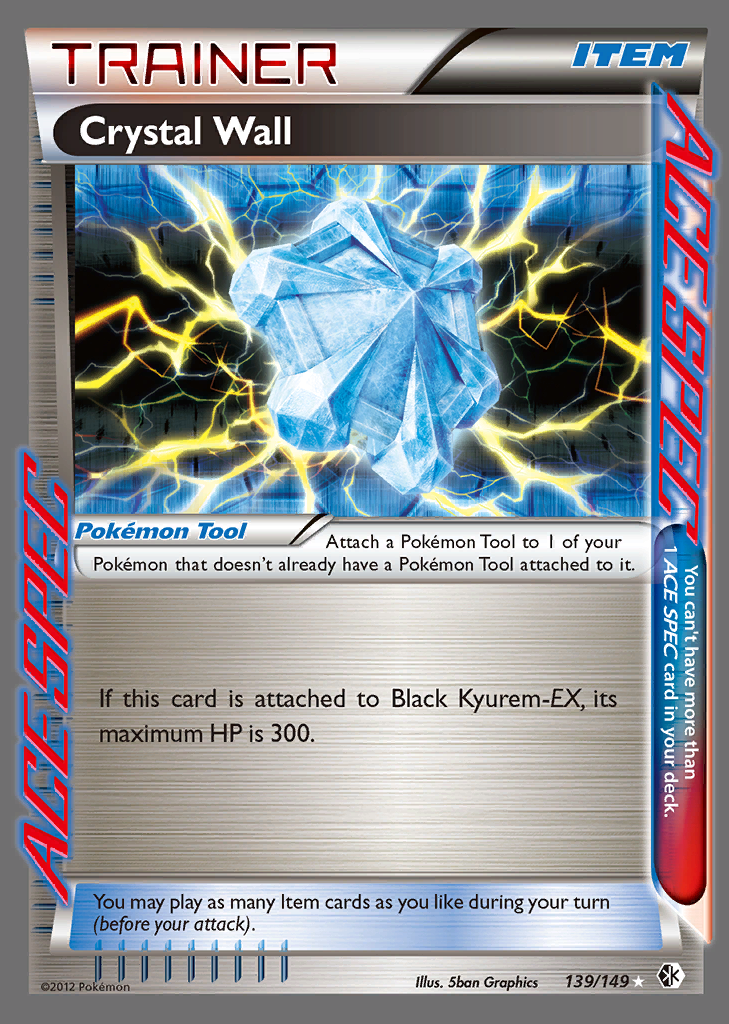 TRAINER
ITEM
Crystal Wall
ACE SPEC
Pokémon Tool
Attach a Pokémon Tool to 1 of your
Pokémon that doesn't already have a Pokémon Tool attached to it.
You can't have more than
1 ACE SPEC card in your deck.
ACE SPEC
If this card is attached to Black Kyurem-EX, its
maximum HP is 300.
You may play as many Item cards as you like during your turn
(before your attack).
©2012 Pokémon
Illus. 5ban Graphics
139/149★